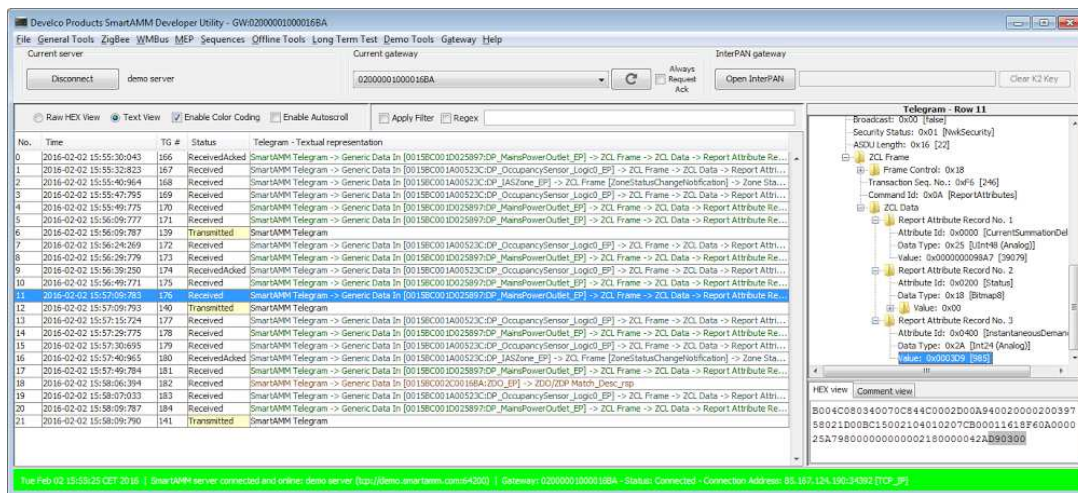 Develco Products SmartAMM Developer Utility - GW:02000001000016BA
File General Tools ZigBee WMBus MEP Sequences Offline Tools Long Term Test Demo Tools Gateway Help
Current server
Current gateway
InterPAN gateway
Disconnect demo server
02000001000016BA
Always Request Ack
Open InterPAN
Clear K2 Key
Raw HEX View Text View Enable Color Coding Enable Autoscroll Apply Filter Regex
No. Time TG # Status Telegram - Textual representation
0 2016-02-02 15:55:30:043 166 ReceivedAcked SmartAMM Telegram -> Generic Data In [0015BC001D025897:DP_MainsPowerOutlet_EP] -> ZCL Frame -> ZCL Data -> Report Attribute Re...
1 2016-02-02 15:55:32:823 167 Received SmartAMM Telegram -> Generic Data In [0015BC001A00523C:DP_OccupancySensor_Logic0_EP] -> ZCL Frame -> ZCL Data -> Report Attri...
2 2016-02-02 15:55:40:964 168 Received SmartAMM Telegram -> Generic Data In [0015BC001A00523C:DP_IASZone_EP] -> ZCL Frame [ZoneStatusChangeNotification] -> Zone Sta...
3 2016-02-02 15:55:47:795 169 Received SmartAMM Telegram -> Generic Data In [0015BC001A00523C:DP_OccupancySensor_Logic0_EP] -> ZCL Frame -> ZCL Data -> Report Attri...
4 2016-02-02 15:55:49:775 170 Received SmartAMM Telegram -> Generic Data In [0015BC001D025897:DP_MainsPowerOutlet_EP] -> ZCL Frame -> ZCL Data -> Report Attribute Re...
5 2016-02-02 15:56:09:777 171 Received SmartAMM Telegram -> Generic Data In [0015BC001D025897:DP_MainsPowerOutlet_EP] -> ZCL Frame -> ZCL Data -> Report Attribute Re...
6 2016-02-02 15:56:09:787 139 Transmitted SmartAMM Telegram
7 2016-02-02 15:56:24:269 172 Received SmartAMM Telegram -> Generic Data In [0015BC001A00523C:DP_OccupancySensor_Logic0_EP] -> ZCL Frame -> ZCL Data -> Report Attri...
8 2016-02-02 15:56:29:779 173 Received SmartAMM Telegram -> Generic Data In [0015BC001D025897:DP_MainsPowerOutlet_EP] -> ZCL Frame -> ZCL Data -> Report Attribute Re...
9 2016-02-02 15:56:39:250 174 ReceivedAcked SmartAMM Telegram -> Generic Data In [0015BC001A00523C:DP_OccupancySensor_Logic0_EP] -> ZCL Frame -> ZCL Data -> Report Attri...
10 2016-02-02 15:56:49:771 175 Received SmartAMM Telegram -> Generic Data In [0015BC001D025897:DP_MainsPowerOutlet_EP] -> ZCL Frame -> ZCL Data -> Report Attribute Re...
11 2016-02-02 15:57:09:783 176 Received SmartAMM Telegram -> Generic Data In [0015BC001D025897:DP_MainsPowerOutlet_EP] -> ZCL Frame -> ZCL Data -> Report Attribute Re...
12 2016-02-02 15:57:09:793 140 Transmitted SmartAMM Telegram
13 2016-02-02 15:57:15:724 177 Received SmartAMM Telegram -> Generic Data In [0015BC001A00523C:DP_OccupancySensor_Logic0_EP] -> ZCL Frame -> ZCL Data -> Report Attri...
14 2016-02-02 15:57:29:775 178 Received SmartAMM Telegram -> Generic Data In [0015BC001D025897:DP_MainsPowerOutlet_EP] -> ZCL Frame -> ZCL Data -> Report Attribute Re...
15 2016-02-02 15:57:30:695 179 Received SmartAMM Telegram -> Generic Data In [0015BC001A00523C:DP_OccupancySensor_Logic0_EP] -> ZCL Frame -> ZCL Data -> Report Attri...
16 2016-02-02 15:57:40:965 180 ReceivedAcked SmartAMM Telegram -> Generic Data In [0015BC001A00523C:DP_IASZone_EP] -> ZCL Frame [ZoneStatusChangeNotification] -> Zone Sta...
17 2016-02-02 15:57:49:784 181 Received SmartAMM Telegram -> Generic Data In [0015BC001D025897:DP_MainsPowerOutlet_EP] -> ZCL Frame -> ZCL Data -> Report Attribute Re...
18 2016-02-02 15:58:06:394 182 Received SmartAMM Telegram -> Generic Data In [0015BC002C0016BA:ZDO_EP] -> ZDO/ZDP Match_Desc_rsp
19 2016-02-02 15:58:07:033 183 Received SmartAMM Telegram -> Generic Data In [0015BC001A00523C:DP_OccupancySensor_Logic0_EP] -> ZCL Frame -> ZCL Data -> Report Attri...
20 2016-02-02 15:58:09:787 184 Received SmartAMM Telegram -> Generic Data In [0015BC001D025897:DP_MainsPowerOutlet_EP] -> ZCL Frame -> ZCL Data -> Report Attribute Re...
21 2016-02-02 15:58:09:790 141 Transmitted SmartAMM Telegram
Telegram - Row 11
Broadcast: 0x00 [false]
Security Status: 0x01 [NwkSecurity]
ASDU Length: 0x16 [22]
ZCL Frame
Frame Control: 0x18
Transaction Seq. No.: 0xF6 [246]
Command Id: 0x0A [ReportAttributes]
ZCL Data
Report Attribute Record No. 1
Attribute Id: 0x0000 [CurrentSummationDel
Data Type: 0x25 [UInt48 (Analog)]
Value: 0x0000000098A7 [39079]
Report Attribute Record No. 2
Attribute Id: 0x0200 [Status]
Data Type: 0x18 [Bitmap8]
Value: 0x00
Report Attribute Record No. 3
Attribute Id: 0x0400 [InstantaneousDeman
Data Type: 0x2A [Int24 (Analog)]
Value: 0x0003D9 [985]
HEX view Comment view
B004C080340070C844C0002D00A940020000200397
58021D00BC15002104010207CB00011618F60A0000
25A798000000000002180000042AD90300
Tue Feb 02 15:53:25 CET 2016 | SmartAMM server connected and online: demo server (tcp://demo.smartamm.com:64200) | Gateway: 02000001000016BA - Status: Connected - Connection Address: 85.167.124.190:34392 [TCP_IP]